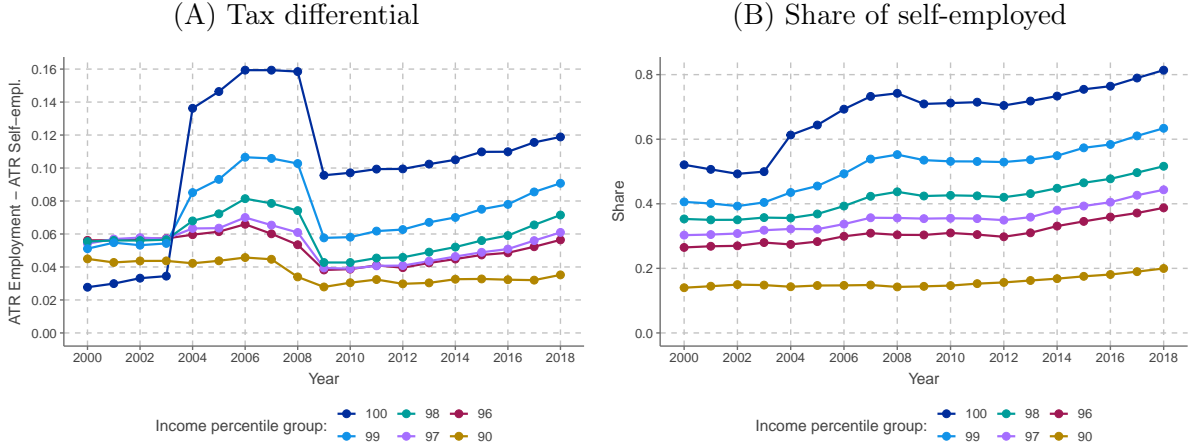 (A) Tax differential
(B) Share of self-employed
ATR Employment − ATR Self−empl.
0.16
0.14
0.12
0.10
0.08
0.06
0.04
0.02
0.00
2000 2002 2004 2006 2008 2010 2012 2014 2016 2018
Year
Income percentile group:
100 98 96
99 97 90
Share
0.8
0.6
0.4
0.2
0.0
2000 2002 2004 2006 2008 2010 2012 2014 2016 2018
Year
Income percentile group:
100 98 96
99 97 90